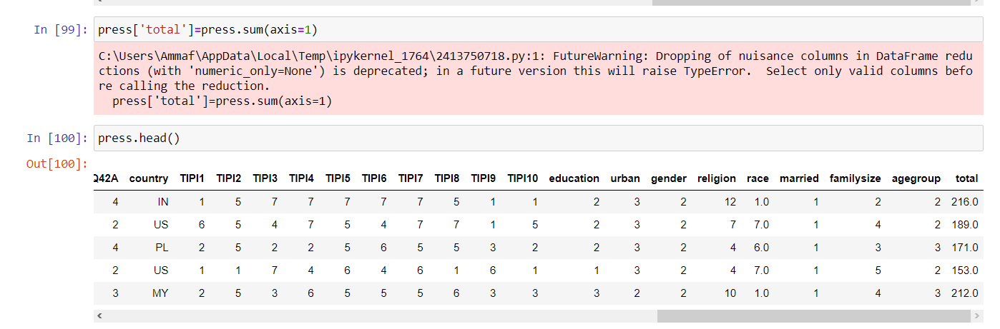 In [99]: press['total']=press.sum(axis=1)
C:\Users\Ammaf\AppData\Local\Temp\ipykernel_1764\2413750718.py:1: FutureWarning: Dropping of nuisance columns in DataFrame redu
ctions (with 'numeric_only=None') is deprecated; in a future version this will raise TypeError.  Select only valid columns befo
re calling the reduction.
  press['total']=press.sum(axis=1)
In [100]: press.head()
Out[100]:
Q42A country TIPI1 TIPI2 TIPI3 TIPI4 TIPI5 TIPI6 TIPI7 TIPI8 TIPI9 TIPI10 education urban gender religion race married familysize agegroup total
4 IN 1 5 7 7 7 7 7 5 1 1 2 3 2 12 1.0 1 2 2 216.0
2 US 6 5 4 7 5 4 7 7 1 5 2 3 2 7 7.0 1 4 2 189.0
4 PL 2 5 2 2 5 6 5 5 3 2 2 3 2 4 6.0 1 3 3 171.0
2 US 1 1 7 4 6 4 6 1 6 1 1 3 2 4 7.0 1 5 2 153.0
3 MY 2 5 3 6 5 5 5 6 3 3 3 2 2 10 1.0 1 4 3 212.0